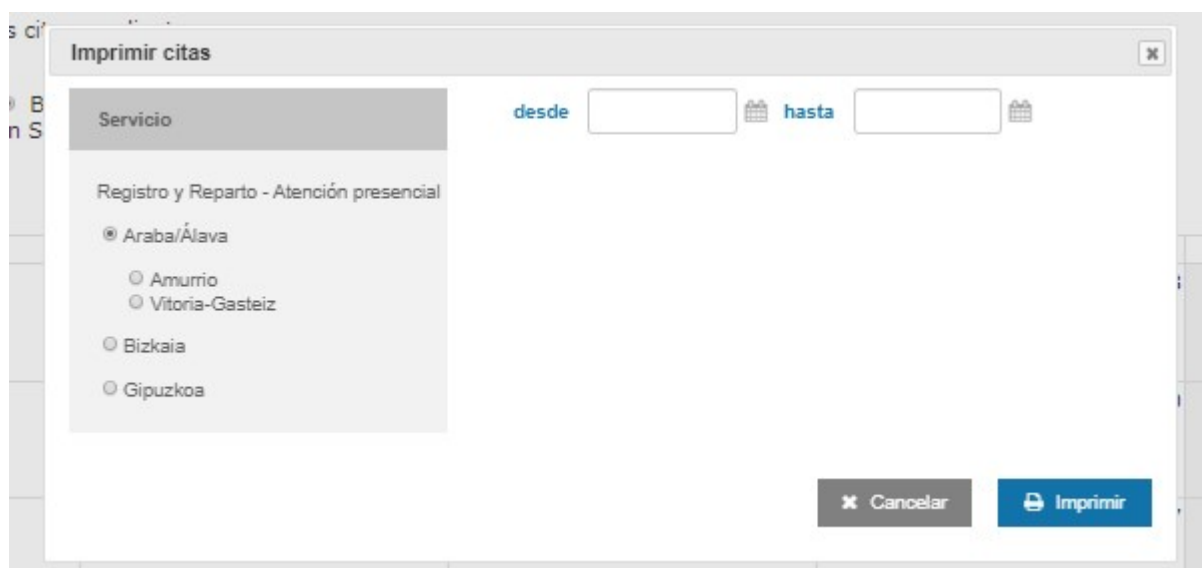 Imprimir citas
Servicio
desde
hasta
Registro y Reparto - Atención presencial
Araba/Álava
Amurrio
Vitoria-Gasteiz
Bizkaia
Gipuzkoa
Cancelar
Imprimir